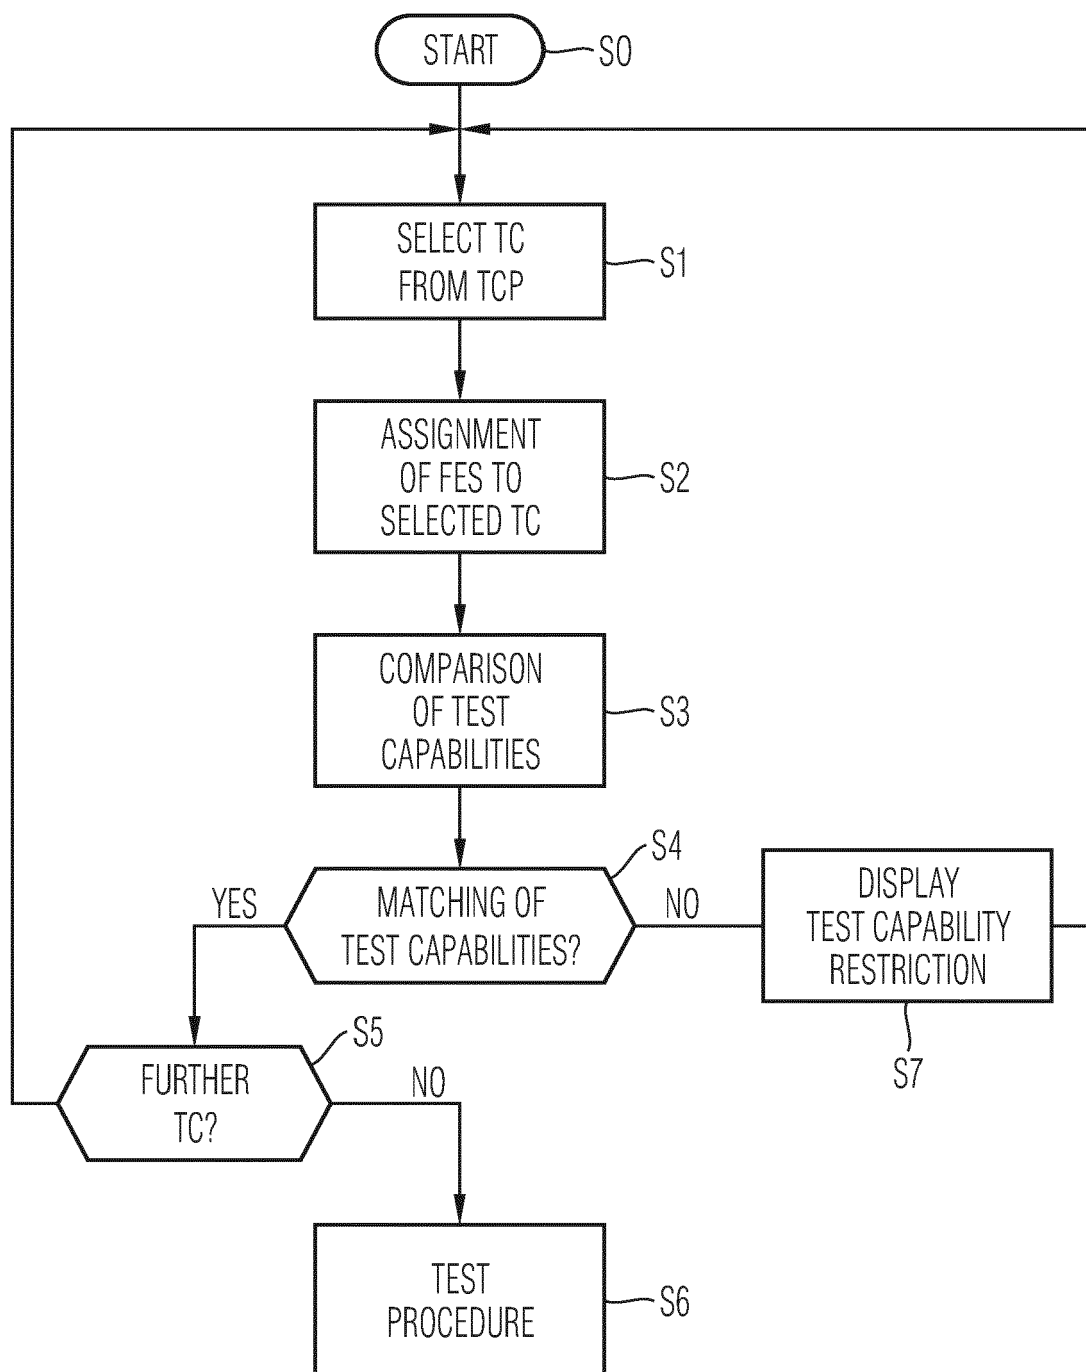 START
S0
SELECT TC
FROM TCP
S1
ASSIGNMENT
OF FES TO
SELECTED TC
S2
COMPARISON
OF TEST
CAPABILITIES
S3
S4
YES
MATCHING OF
TEST CAPABILITIES?
NO
DISPLAY
TEST CAPABILITY
RESTRICTION
S7
S5
FURTHER
TC?
NO
TEST
PROCEDURE
S6